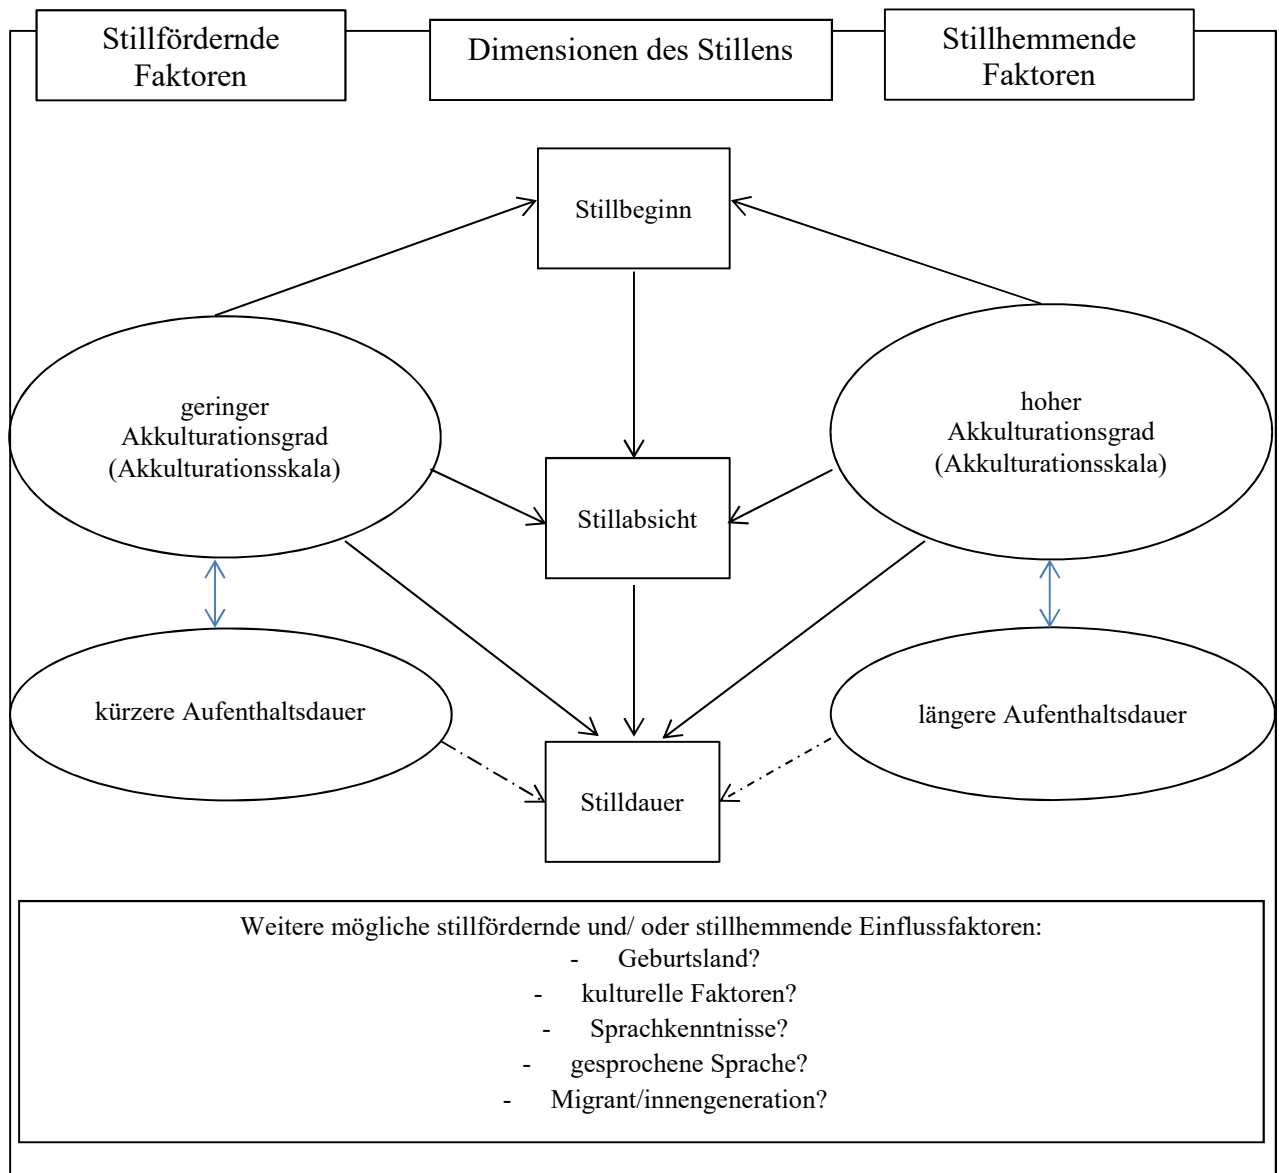 Stillfördernde
Faktoren
Dimensionen des Stillens
Stillhemmende
Faktoren
Stillbeginn
geringer
Akkulturationsgrad
(Akkulturationsskala)
hoher
Akkulturationsgrad
(Akkulturationsskala)
Stillabsicht
kürzere Aufenthaltsdauer
längere Aufenthaltsdauer
Stilldauer
Weitere mögliche stillfördernde und/ oder stillhemmende Einflussfaktoren:
- Geburtsland?
- kulturelle Faktoren?
- Sprachkenntnisse?
- gesprochene Sprache?
- Migrant/innengeneration?